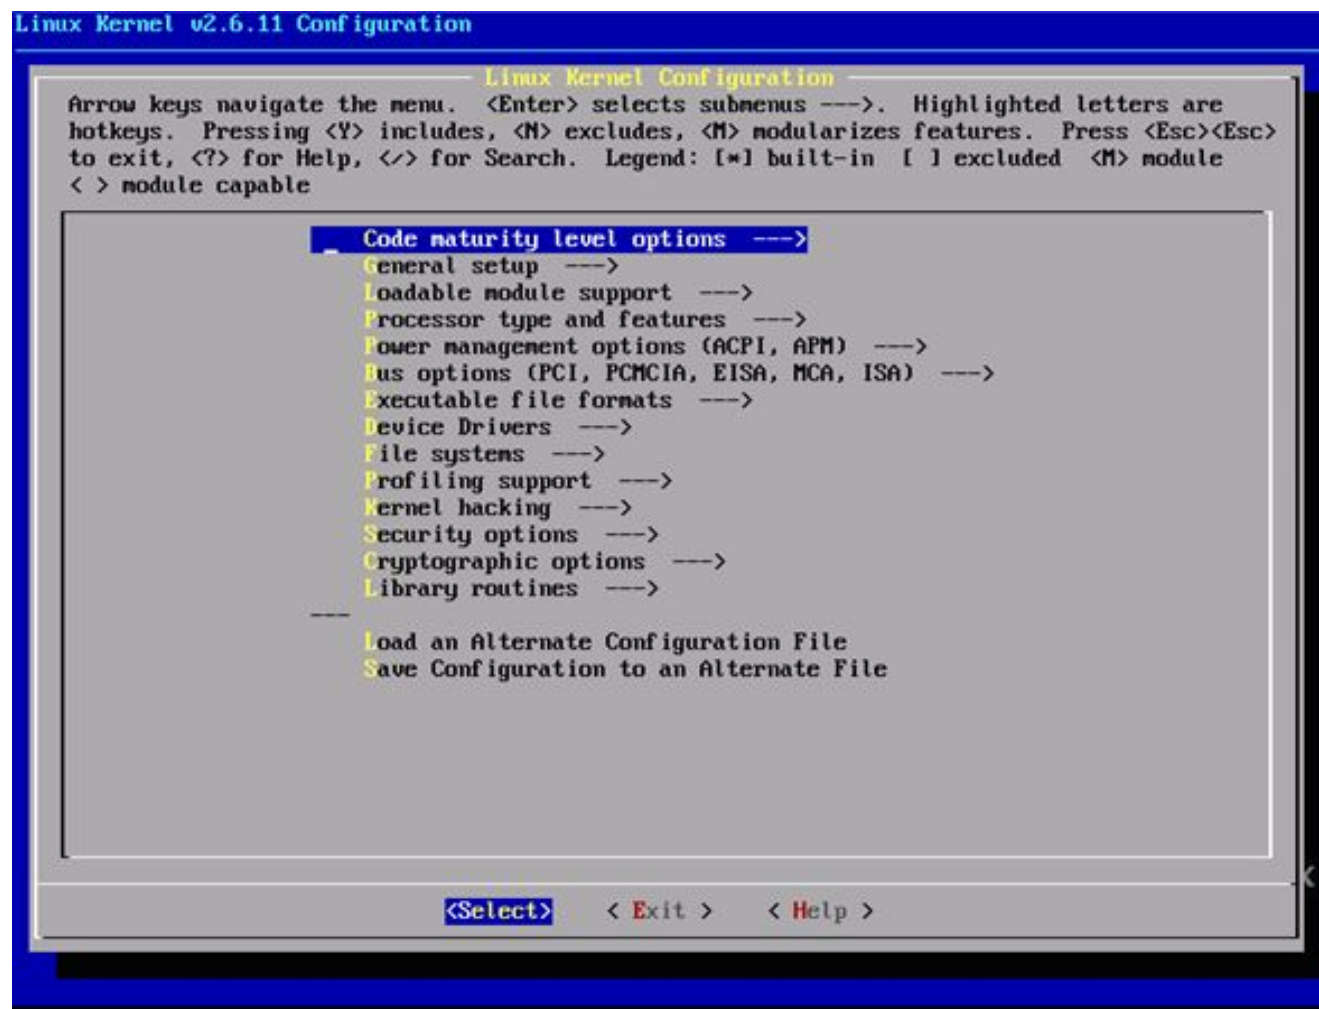 Linux Kernel v2.6.11 Configuration
Linux Kernel Configuration
Arrow keys navigate the menu.  <Enter> selects submenus --->.  Highlighted letters are
hotkeys.  Pressing <Y> includes, <N> excludes, <M> modularizes features.  Press <Esc><Esc>
to exit, <?> for Help, </> for Search.  Legend: [*] built-in  [ ] excluded  <M> module
< > module capable
Code maturity level options  --->
General setup  --->
Loadable module support  --->
Processor type and features  --->
Power management options (ACPI, APM)  --->
Bus options (PCI, PCMCIA, EISA, MCA, ISA)  --->
Executable file formats  --->
Device Drivers  --->
File systems  --->
Profiling support  --->
Kernel hacking  --->
Security options  --->
Cryptographic options  --->
Library routines  --->
---
Load an Alternate Configuration File
Save Configuration to an Alternate File
<Select>    < Exit >    < Help >